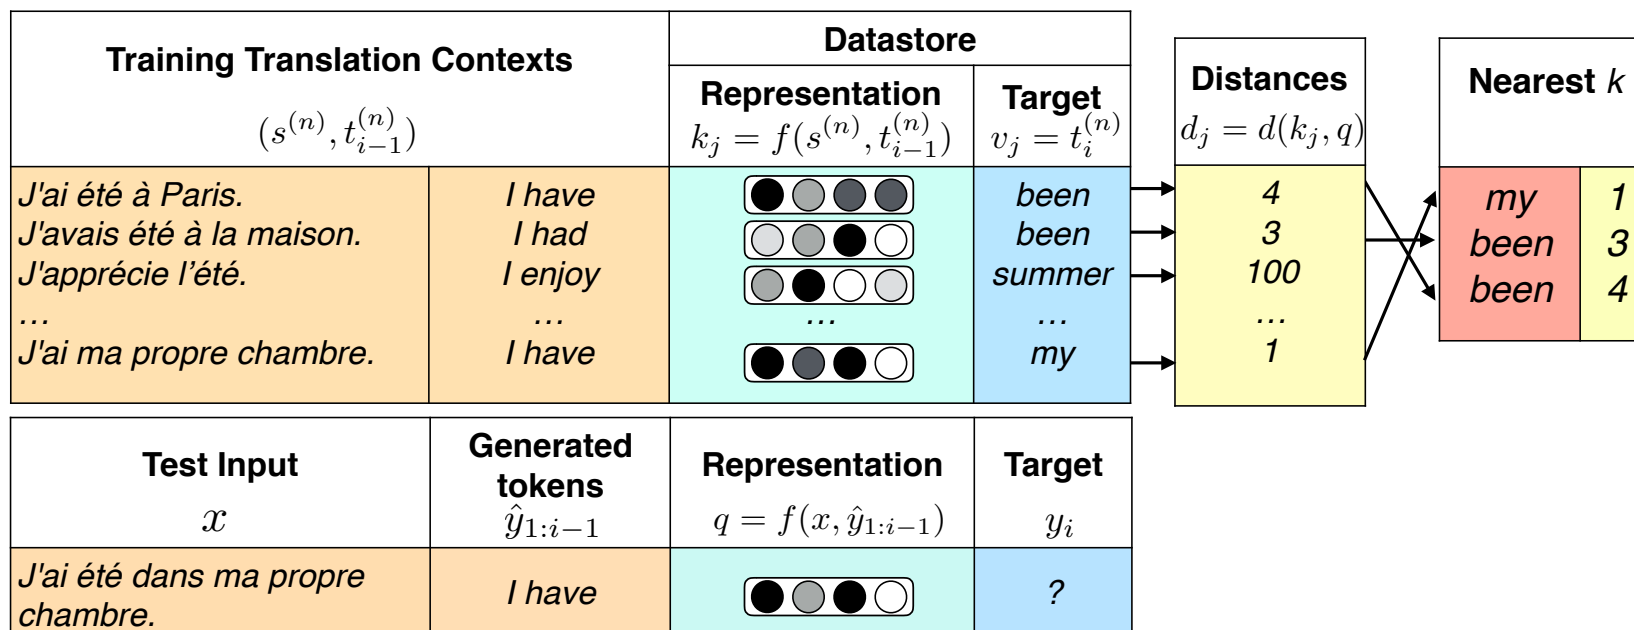 Training Translation Contexts
(s^{(n)}, t_{i-1}^{(n)})
Datastore
Representation
k_j = f(s^{(n)}, t_{i-1}^{(n)})
Target
v_j = t_i^{(n)}
Distances
d_j = d(k_j, q)
Nearest k
J'ai été à Paris. I have been 4 my 1
J'avais été à la maison. I had been 3 been 3
J'apprécie l'été. I enjoy summer 100 been 4
… … … … …
J'ai ma propre chambre. I have my 1
Test Input
x
Generated
tokens
ŷ_{1:i-1}
Representation
q = f(x, ŷ_{1:i-1})
Target
y_i
J'ai été dans ma propre
chambre.
I have
?